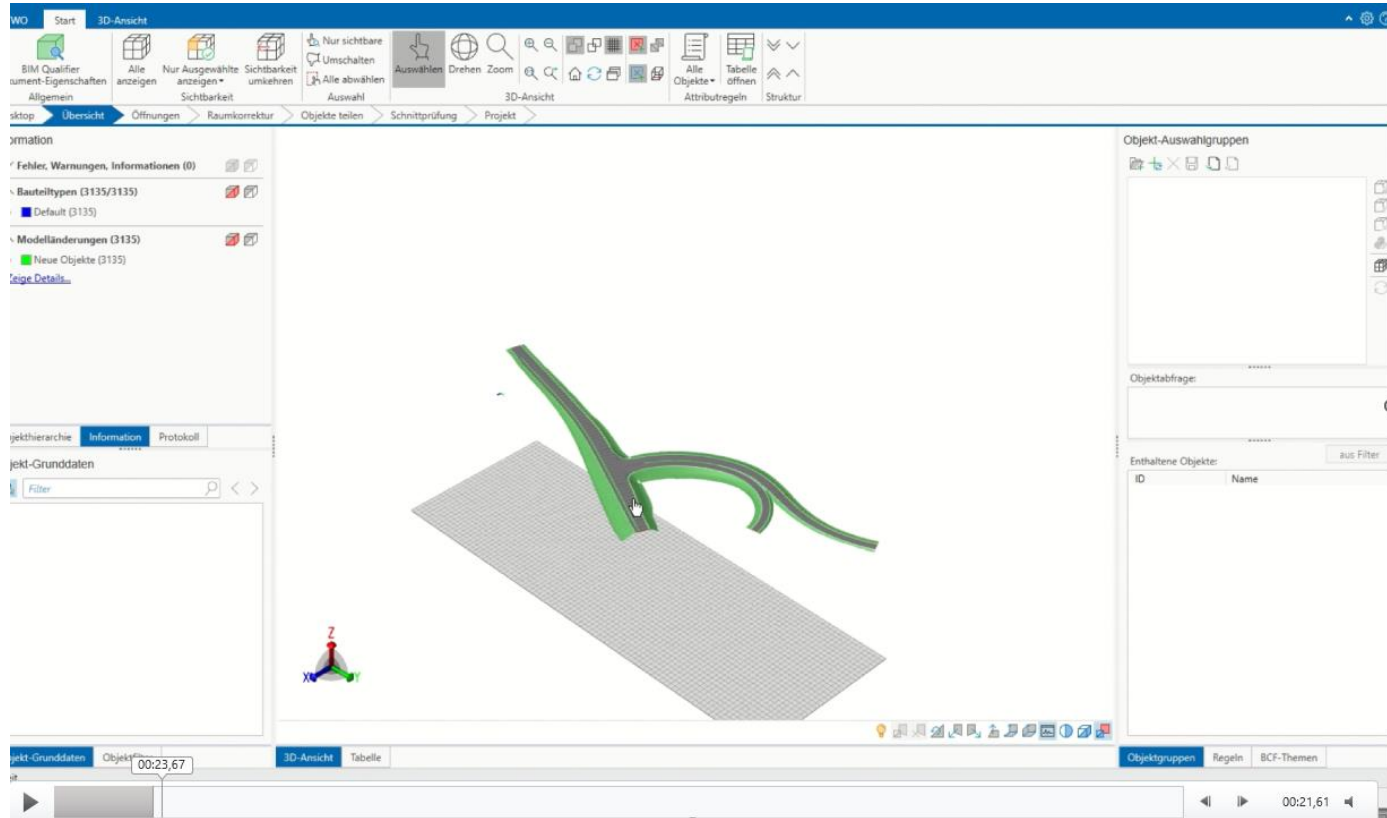 WO Start 3D-Ansicht
BIM Qualifier
kument-Eigenschaften
Alle
anzeigen
Nur Ausgewählte
anzeigen
Sichtbarkeit
umkehren
Nur sichtbare
Umschalten
Alle abwählen
Auswählen Drehen Zoom
Alle
Objekte
Tabelle
öffnen
Allgemein Sichtbarkeit Auswahl 3D-Ansicht Attributregeln Struktur
sktop Übersicht Öffnungen Raumkorrektur Objekte teilen Schnittprüfung Projekt
ormation
Fehler, Warnungen, Informationen (0)
Bauteiltypen (3135/3135)
Default (3135)
Modelländerungen (3135)
Neue Objekte (3135)
Zeige Details...
jekthierarchie Information Protokoll
jekt-Grunddaten
Filter
Z
X
Y
jekt-Grunddaten
00:23,67
3D-Ansicht Tabelle
Objekt-Auswahlgruppen
Objektabfrage:
aus Filter
Enthaltene Objekte:
ID Name
Objektgruppen Regeln BCF-Themen
00:21,61